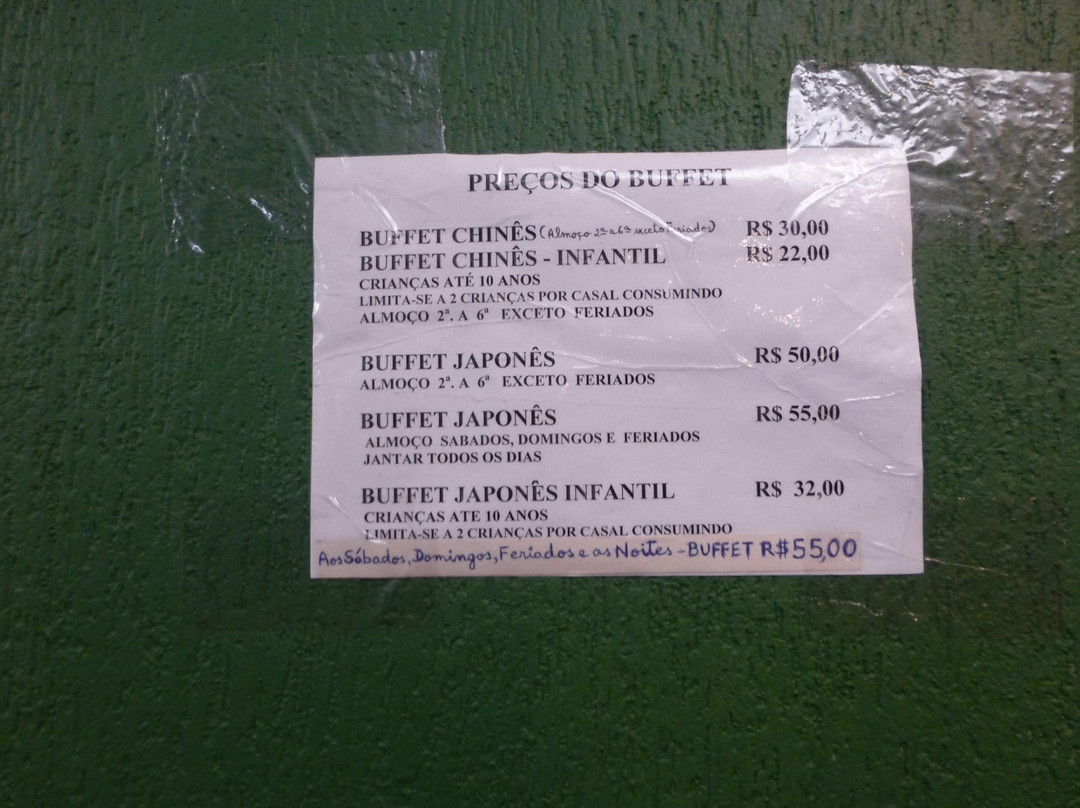 PREÇOS DO BUFFET
BUFFET CHINÊS (Almoço 2ª a 6ª exceto Feriados) R$ 30,00
BUFFET CHINÊS - INFANTIL R$ 22,00
CRIANÇAS ATÉ 10 ANOS
LIMITA-SE A 2 CRIANÇAS POR CASAL CONSUMINDO
ALMOÇO 2ª. A 6ª EXCETO FERIADOS
BUFFET JAPONÊS R$ 50,00
ALMOÇO 2ª. A 6ª EXCETO FERIADOS
BUFFET JAPONÊS R$ 55,00
ALMOÇO SABADOS, DOMINGOS E FERIADOS
JANTAR TODOS OS DIAS
BUFFET JAPONÊS INFANTIL R$ 32,00
CRIANÇAS ATE 10 ANOS
LIMITA-SE A 2 CRIANÇAS POR CASAL CONSUMINDO
Aos Sábados, Domingos, Feriados e as Noites - BUFFET R$55,00